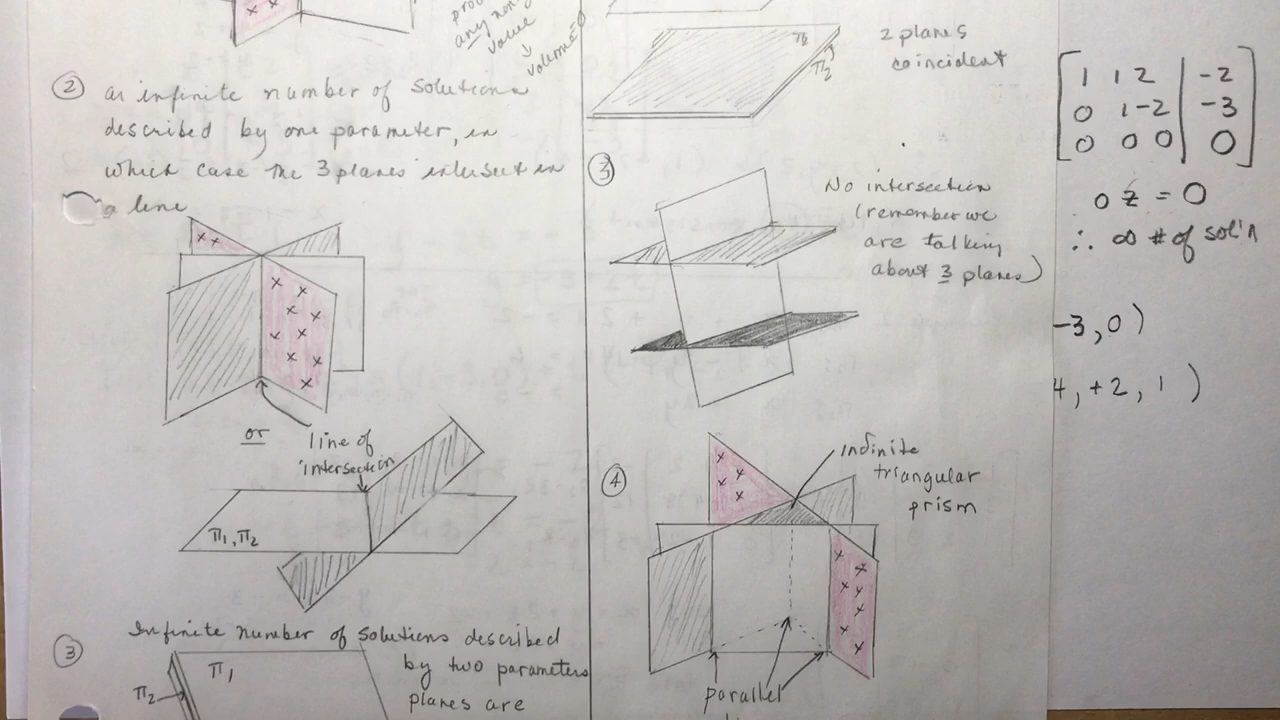 any non
value
volume=0
② an infinite number of solutions
described by one parameter, in
which case the 3 planes intersect in
a line
or
line of
intersection
π₁,π₂
③
Infinite number of solutions described
by two parameters
planes are
π₁
π₂
π₂
2 planes
coincident
③
No intersection
(remember we
are talking
about 3 planes)
④
infinite
triangular
prism
parallel
1 1 2 | -2
0 1 -2 | -3
0 0 0 | 0
0 z = 0
∴ ∞ # of sol'n
-3, 0)
4, +2, 1)